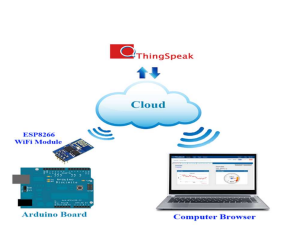 ThingSpeak
Cloud
ESP8266
WiFi Module
Arduino Board
Computer Browser